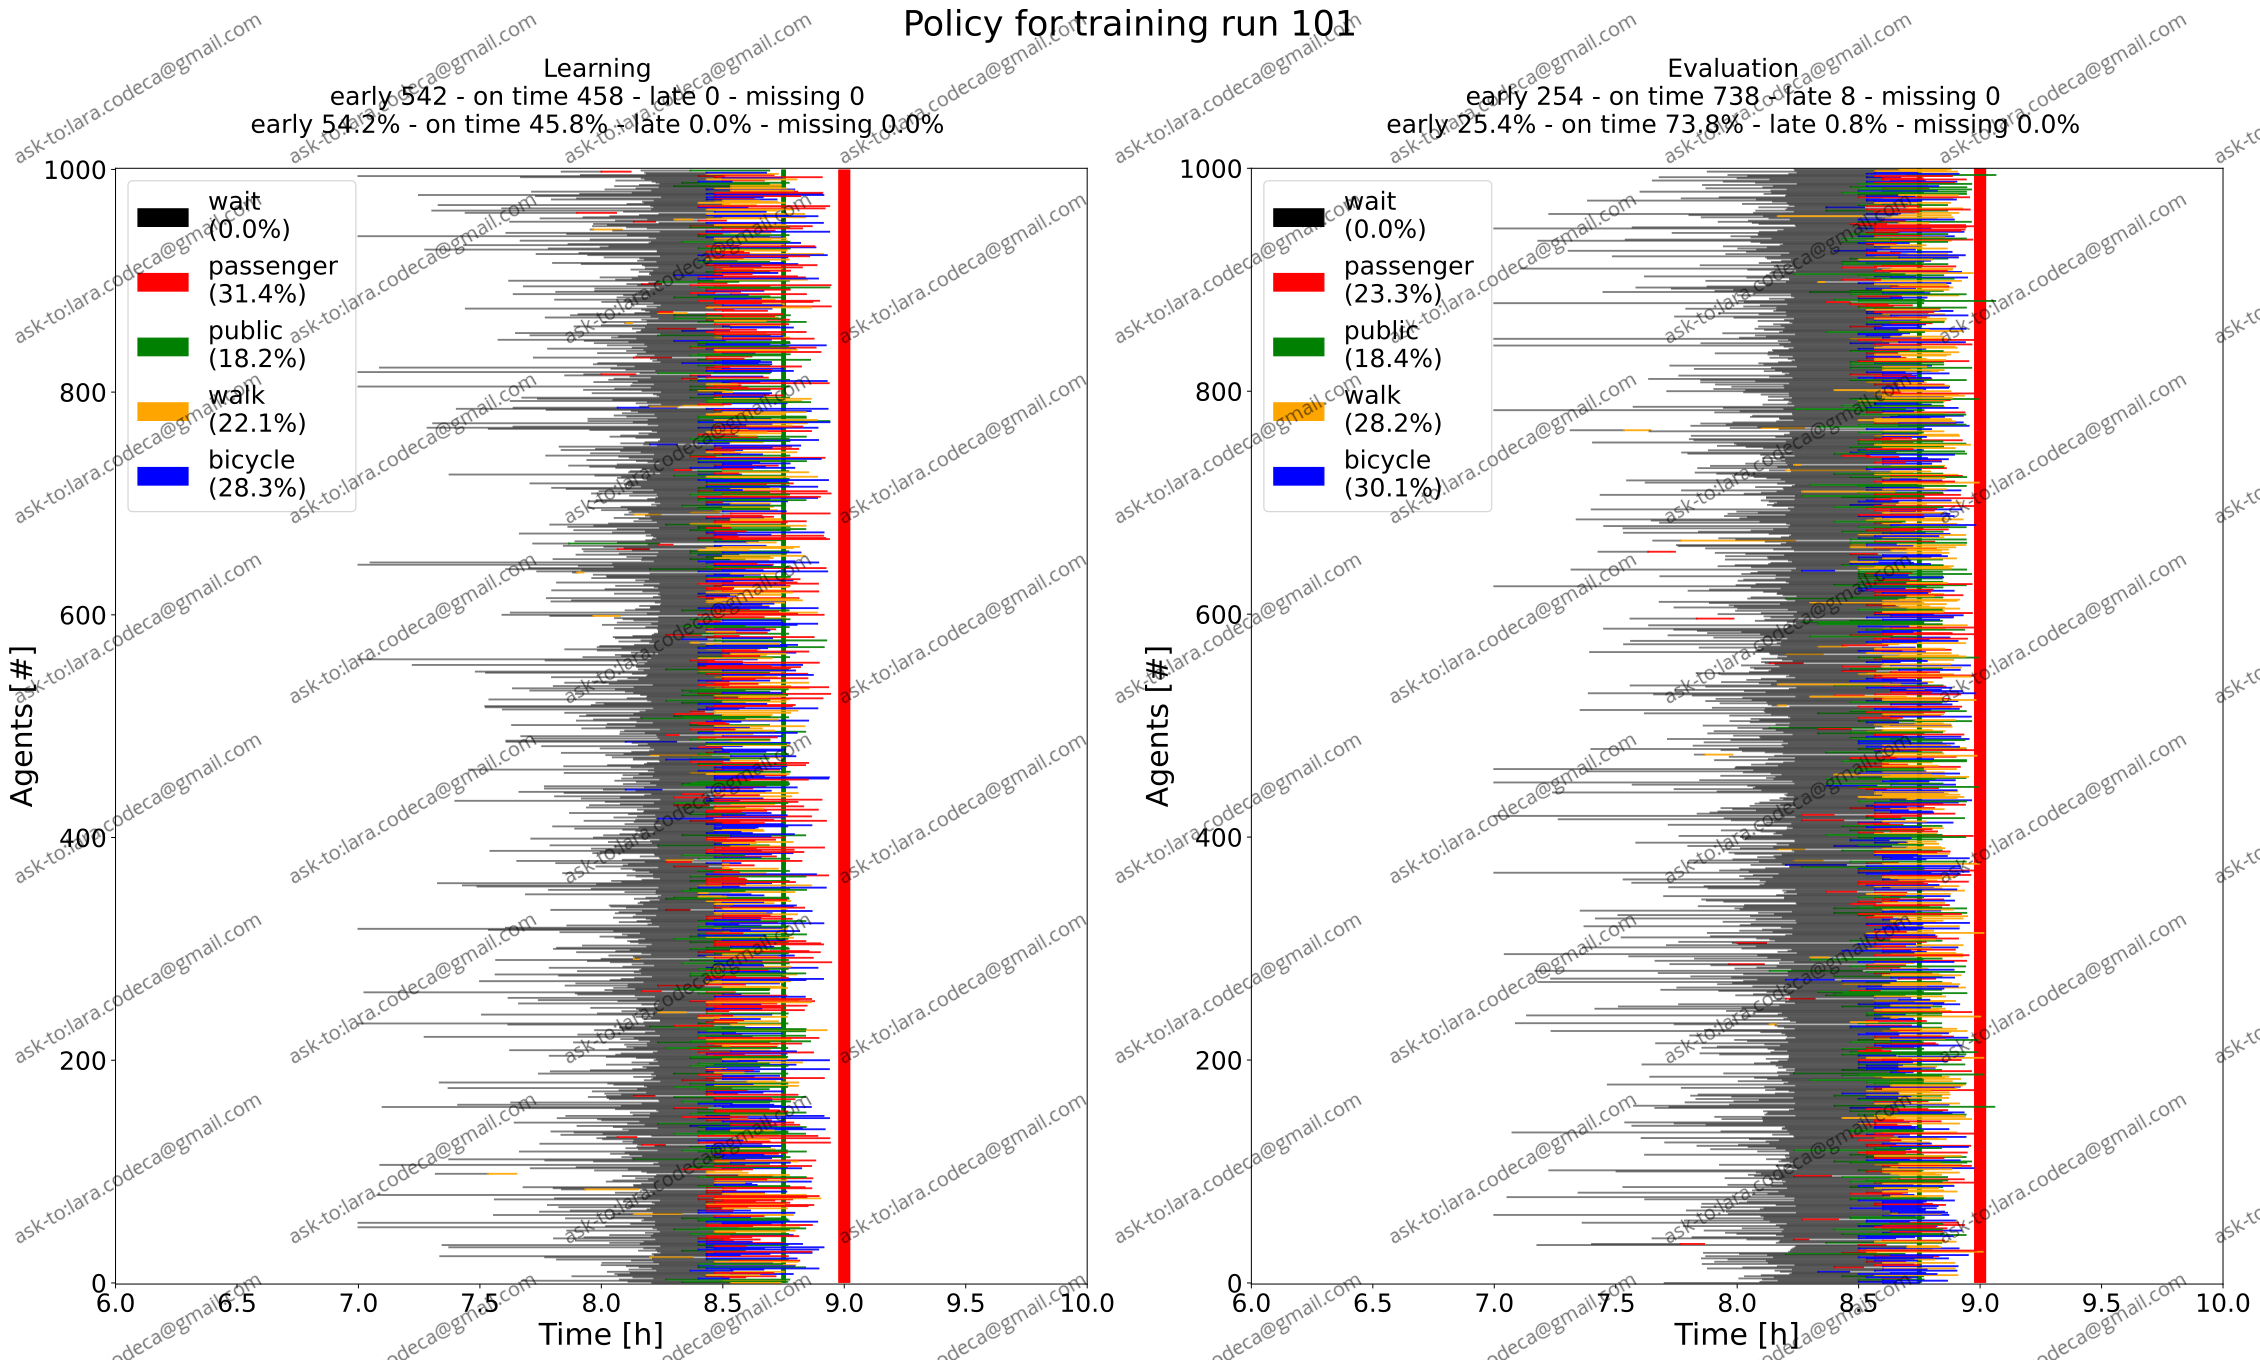 Policy for training run 101
Learning
early 542 - on time 458 - late 0 - missing 0
early 54.2% - on time 45.8% - late 0.0% - missing 0.0%
Agents [#]
1000
800
600
400
200
0
wait
(0.0%)
passenger
(31.4%)
public
(18.2%)
walk
(22.1%)
bicycle
(28.3%)
6.0 6.5 7.0 7.5 8.0 8.5 9.0 9.5 10.0
Time [h]
Evaluation
early 254 - on time 738 - late 8 - missing 0
early 25.4% - on time 73.8% - late 0.8% - missing 0.0%
Agents [#]
1000
800
600
400
200
0
wait
(0.0%)
passenger
(23.3%)
public
(18.4%)
walk
(28.2%)
bicycle
(30.1%)
6.0 6.5 7.0 7.5 8.0 8.5 9.0 9.5 10.0
Time [h]
ask-to:lara.codeca@gmail.com